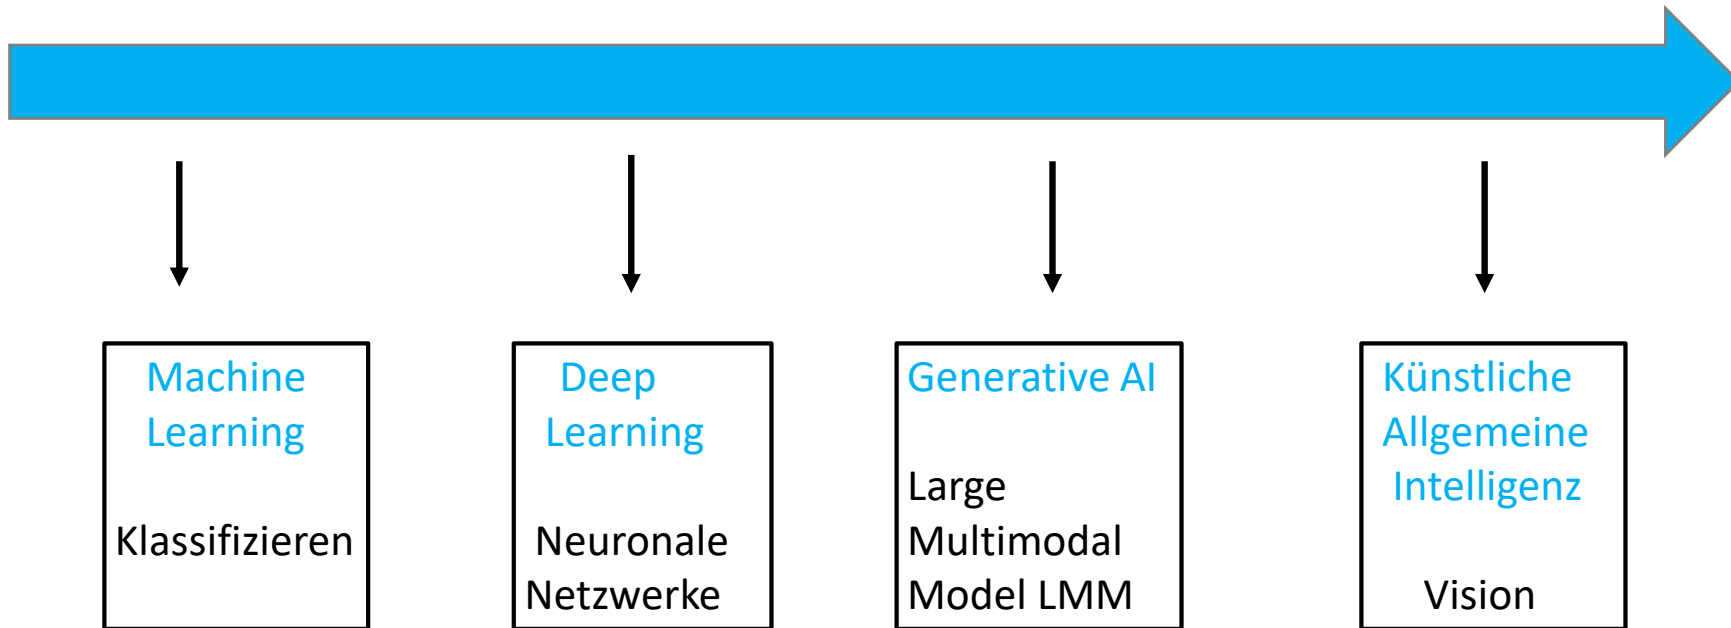 Machine
Learning
Klassifizieren
Deep
Learning
Neuronale
Netzwerke
Generative AI
Large
Multimodal
Model LMM
Künstliche
Allgemeine
Intelligenz
Vision